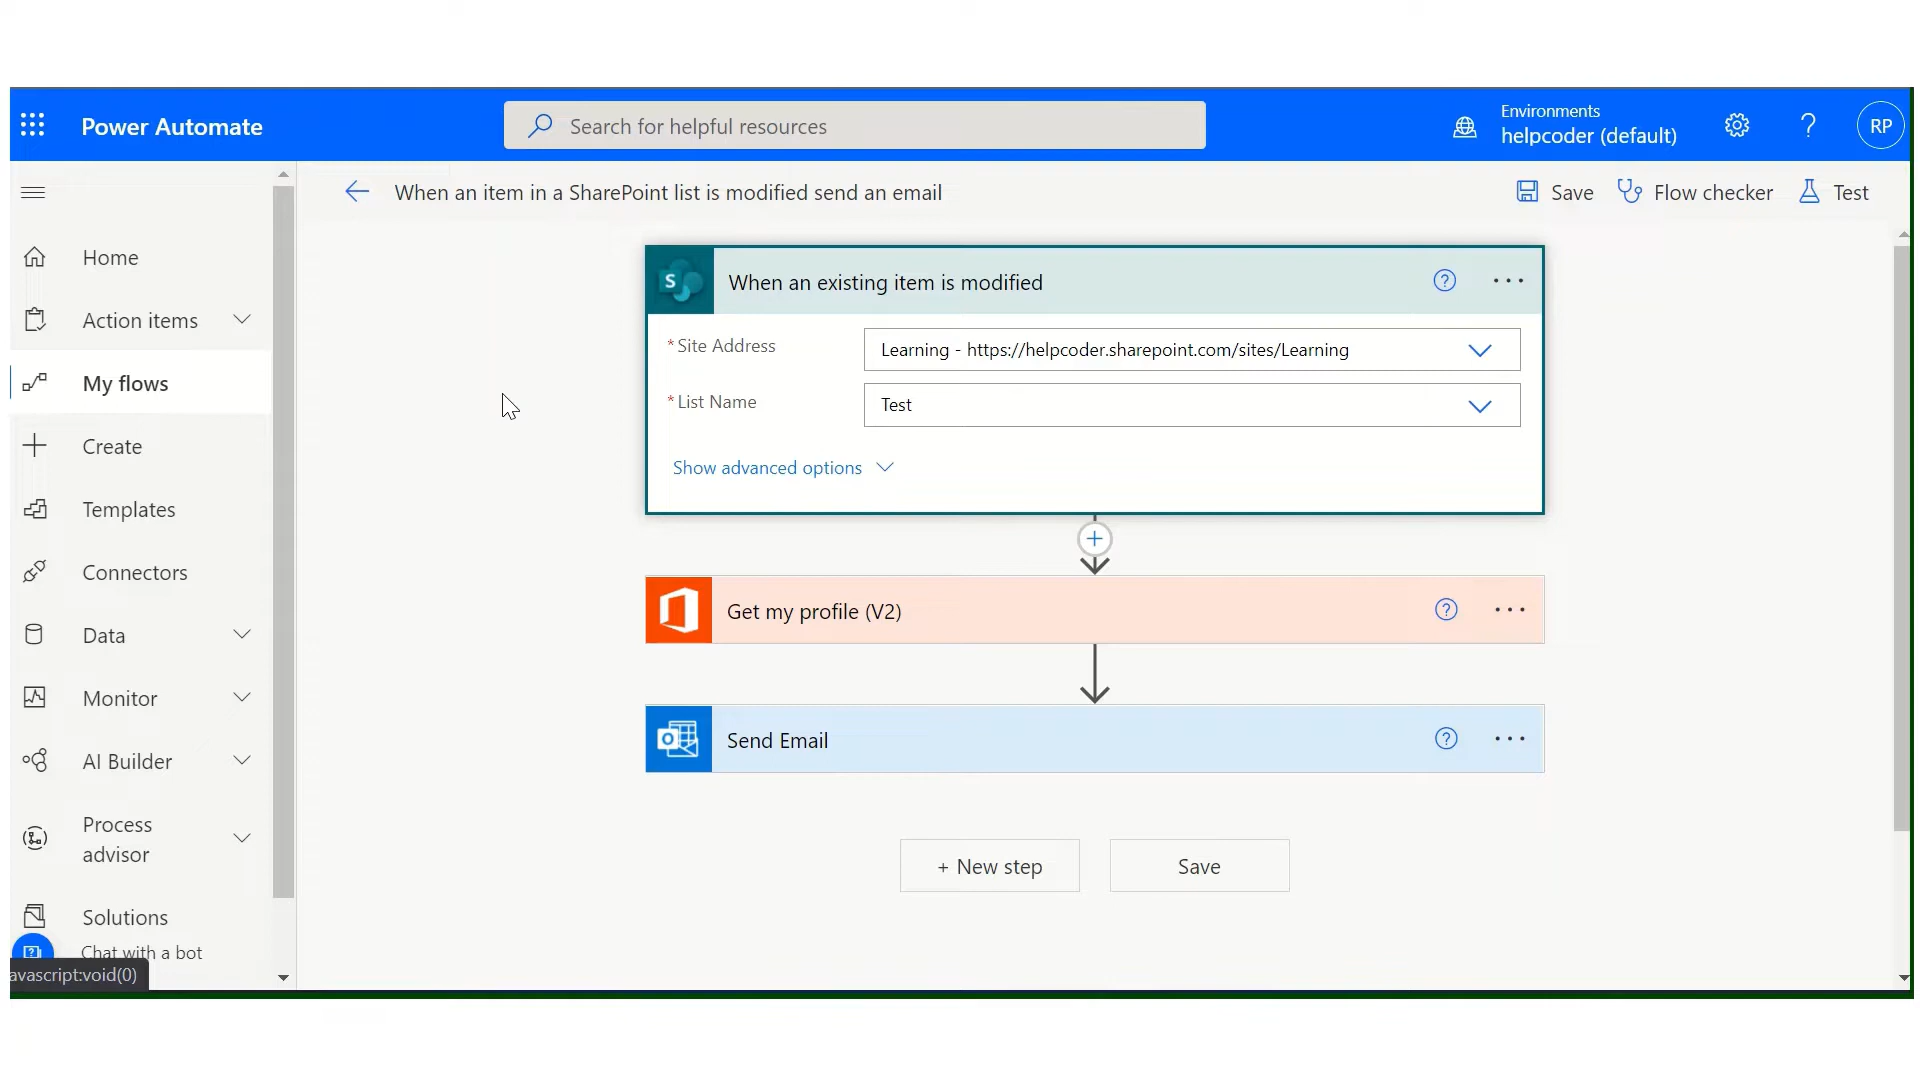 Power Automate
Search for helpful resources
Environments
helpcoder (default)
?
RP
When an item in a SharePoint list is modified send an email
Save
Flow checker
Test
Home
Action items
My flows
Create
Templates
Connectors
Data
Monitor
AI Builder
Process
advisor
Solutions
Chat with a bot
avascript:void(0)
S
When an existing item is modified
?
...
* Site Address
Learning - https://helpcoder.sharepoint.com/sites/Learning
* List Name
Test
Show advanced options
+
Get my profile (V2)
?
...
Send Email
?
...
+ New step
Save